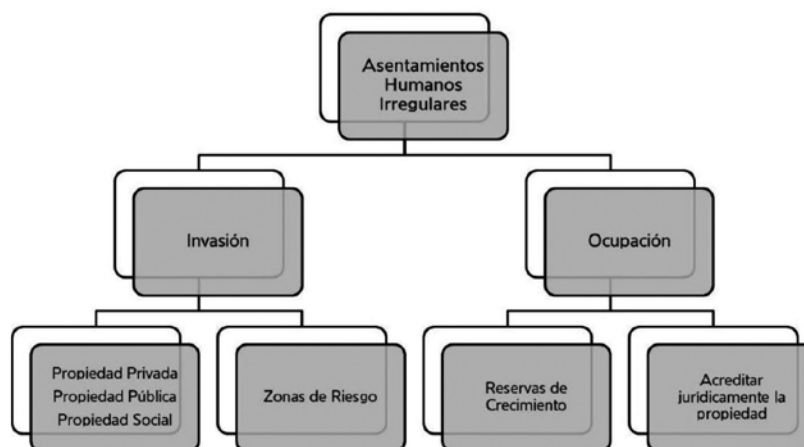 Asentamientos
Humanos
Irregulares
Invasión
Ocupación
Propiedad Privada
Propiedad Pública
Propiedad Social
Zonas de Riesgo
Reservas de
Crecimiento
Acreditar
juridicamente la
propiedad